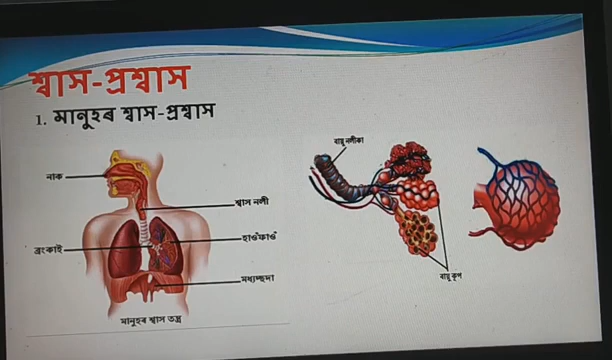 শ্বাস-প্ৰশ্বাস
1. মানুহৰ শ্বাস-প্ৰশ্বাস
নাক
শ্বাস নলী
ব্ৰংকাই
হাওঁফাওঁ
মধ্যচ্ছদা
মানুহৰ শ্বাস তন্ত্ৰ
বায়ু নলীকা
বায়ু কূপ